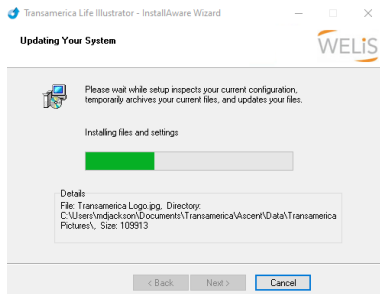 Transamerica Life Illustrator - InstallAware Wizard
Updating Your System
WELiS
Please wait while setup inspects your current configuration,
temporarily archives your current files, and updates your files.
Installing files and settings
Details
File: Transamerica Logo.jpg, Directory:
C:\Users\mdjackson\Documents\Transamerica\Ascent\Data\Transamerica
Pictures\, Size: 109913
< Back
Next >
Cancel